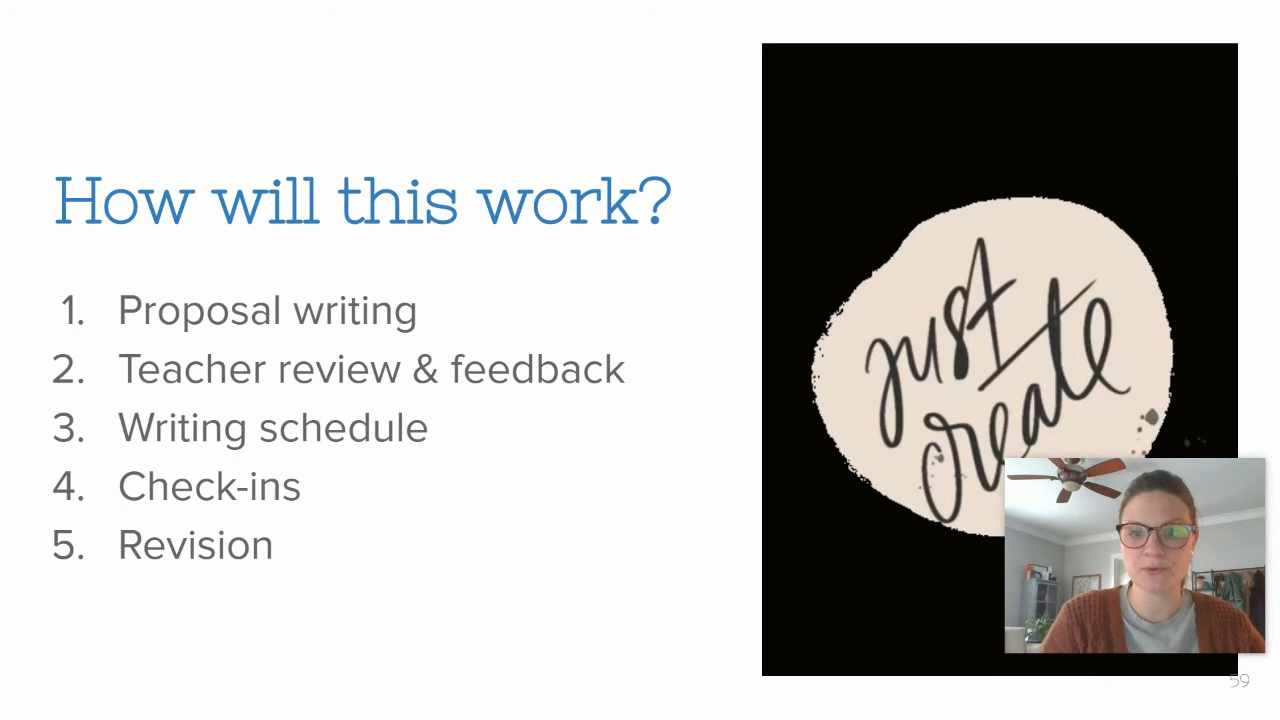 How will this work?
1. Proposal writing
2. Teacher review & feedback
3. Writing schedule
4. Check-ins
5. Revision
just
create
59